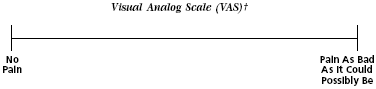 Visual Analog Scale (VAS)†
No
Pain
Pain As Bad
As It Could
Possibly Be